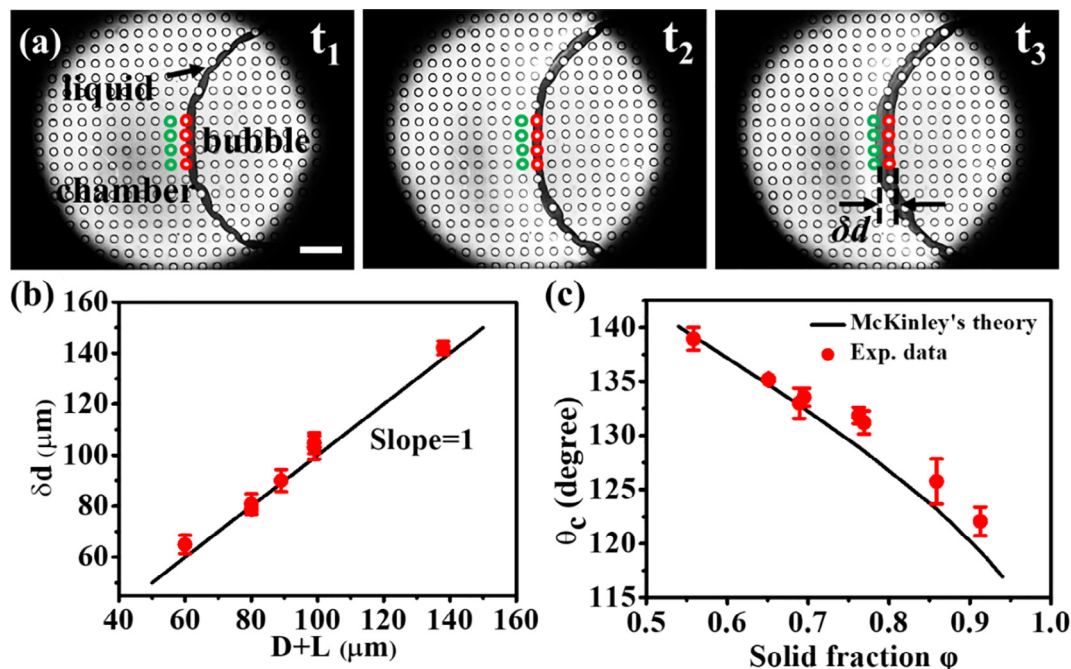 (a)
t1
t2
t3
liquid
bubble
chamber
δd
(b)
(c)
160
140
120
100
80
60
δd (μm)
Slope=1
40 60 80 100 120 140 160
D+L (μm)
140
135
130
125
120
115
θc (degree)
McKinley's theory
Exp. data
0.5 0.6 0.7 0.8 0.9 1.0
Solid fraction φ